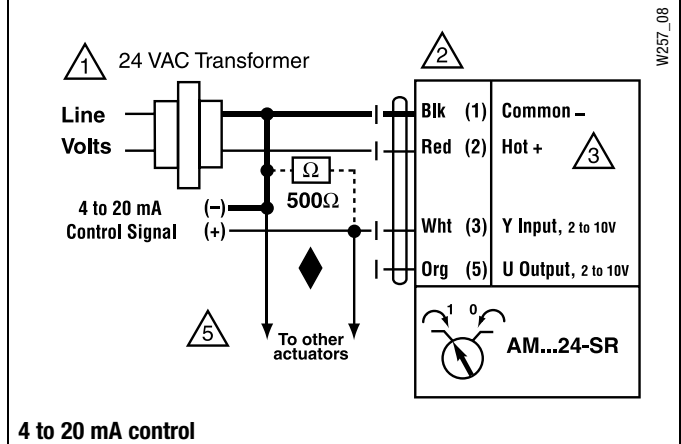 W257_08
1 24 VAC Transformer
2
Line
Volts
Blk (1) Common –
Red (2) Hot +
3
Ω
500Ω
4 to 20 mA (–)
Control Signal (+)
Wht (3) Y Input, 2 to 10V
Org (5) U Output, 2 to 10V
5
To other
actuators
1 0
AM...24-SR
4 to 20 mA control